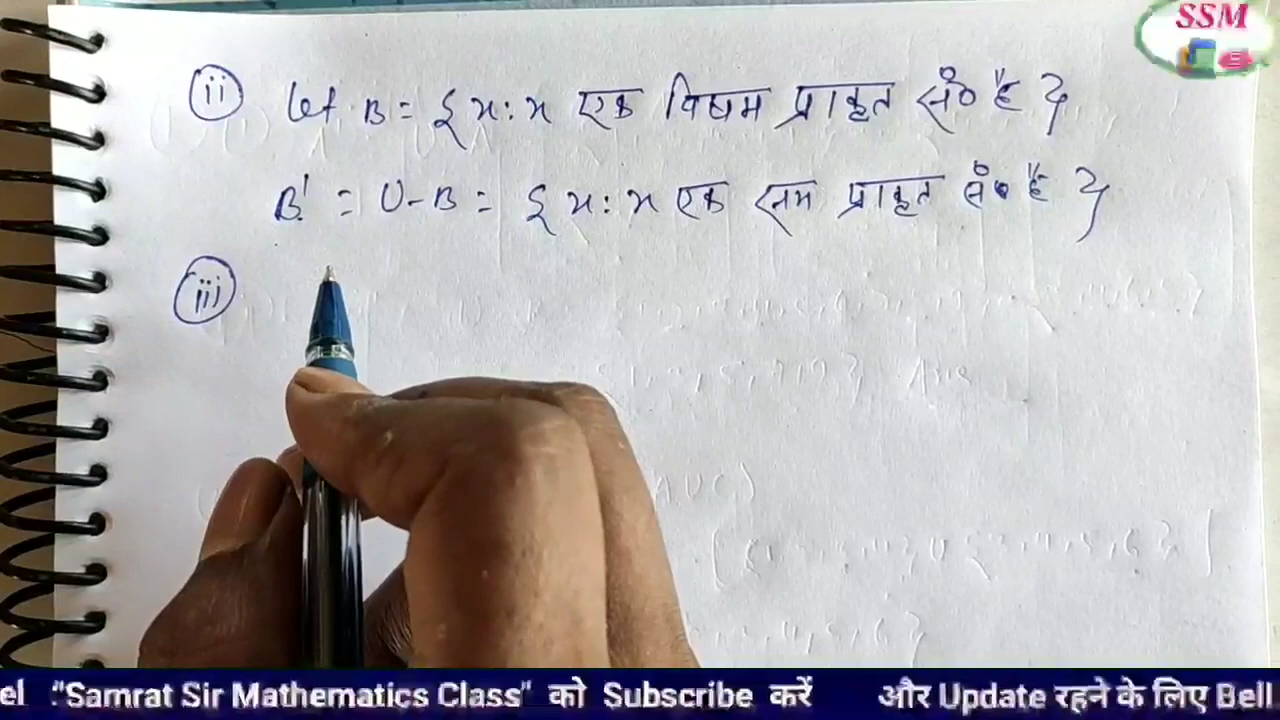 SSM
(ii) Let B = { x : x एक विषम प्राकृत सं० है }
B' = U - B = { x : x एक सम प्राकृत सं० है }
(iii)
el :"Samrat Sir Mathematics Class" को Subscribe करें और Update रहने के लिए Bell